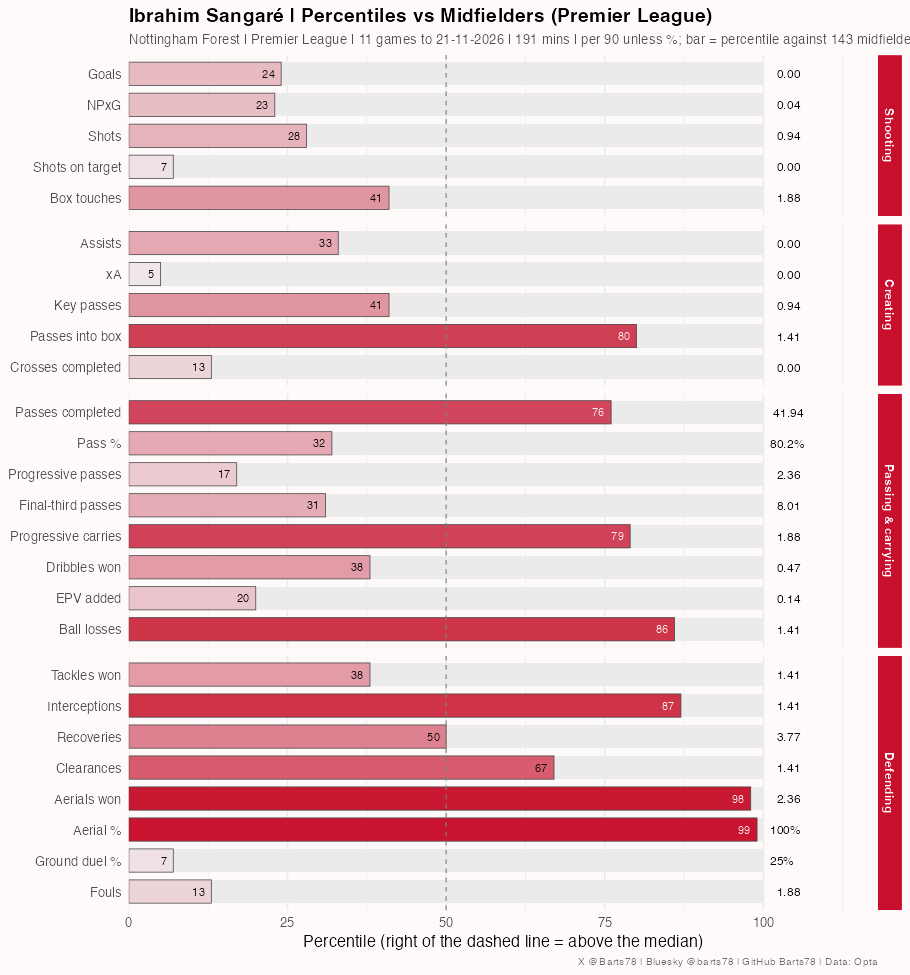 Ibrahim Sangaré | Percentiles vs Midfielders (Premier League)
Nottingham Forest | Premier League | 11 games to 21-11-2026 | 191 mins | per 90 unless %; bar = percentile against 143 midfielde
Goals 24 0.00
NPxG 23 0.04
Shots 28 0.94
Shots on target 7 0.00
Box touches 41 1.88
Shooting
Assists 33 0.00
xA 5 0.00
Key passes 41 0.94
Passes into box 80 1.41
Crosses completed 13 0.00
Creating
Passes completed 76 41.94
Pass % 32 80.2%
Progressive passes 17 2.36
Final-third passes 31 8.01
Progressive carries 79 1.88
Dribbles won 38 0.47
EPV added 20 0.14
Ball losses 86 1.41
Passing & carrying
Tackles won 38 1.41
Interceptions 87 1.41
Recoveries 50 3.77
Clearances 67 1.41
Aerials won 98 2.36
Aerial % 99 100%
Ground duel % 7 25%
Fouls 13 1.88
Defending
0 25 50 75 100
Percentile (right of the dashed line = above the median)
X @Barts78 | Bluesky @barts78 | GitHub Barts78 | Data: Opta